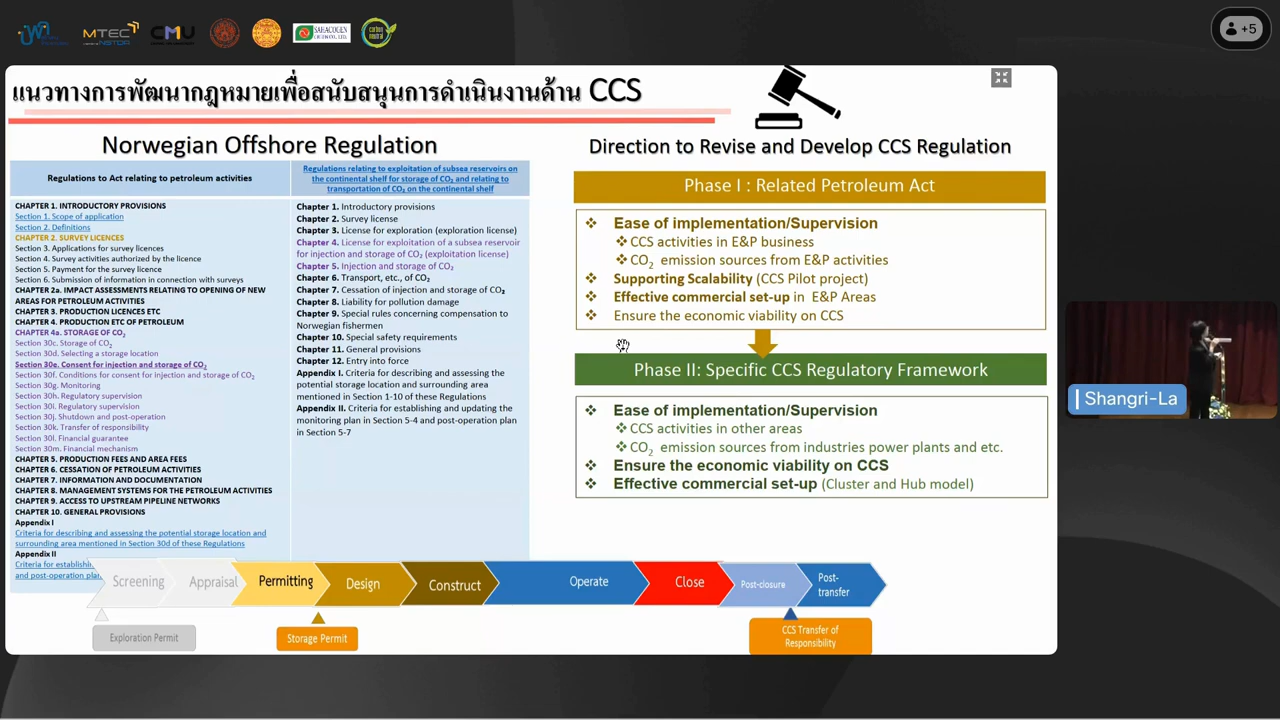 MTEC
a member of NSTDA
CMU
SAHACOGEN
carbon neutral
+5
แนวทางการพัฒนากฎหมายเพื่อสนับสนุนการดำเนินงานด้าน CCS
Norwegian Offshore Regulation
Regulations to Act relating to petroleum activities
CHAPTER 1. INTRODUCTORY PROVISIONS
Section 1. Scope of application
Section 2. Definitions
CHAPTER 2. SURVEY LICENCES
Section 3. Applications for survey licences
Section 4. Survey activities authorized by the licence
Section 5. Payment for the survey licence
Section 6. Submission of information in connection with surveys
CHAPTER 2a. IMPACT ASSESSMENTS RELATING TO OPENING OF NEW
AREAS FOR PETROLEUM ACTIVITIES
CHAPTER 3. PRODUCTION LICENCES ETC
CHAPTER 4. PRODUCTION ETC OF PETROLEUM
CHAPTER 4a. STORAGE OF CO₂
Section 30c. Storage of CO₂
Section 30d. Selecting a storage location
Section 30e. Consent for injection and storage of CO₂
Section 30f. Conditions for consent for Injection and storage of CO₂
Section 30g. Monitoring
Section 30h. Regulatory supervision
Section 30i. Regulatory supervision
Section 30j. Shutdown and post-operation
Section 30k. Transfer of responsibility
Section 30l. Financial guarantee
Section 30m. Financial mechanism
CHAPTER 5. PRODUCTION FEES AND AREA FEES
CHAPTER 6. CESSATION OF PETROLEUM ACTIVITIES
CHAPTER 7. INFORMATION AND DOCUMENTATION
CHAPTER 8. MANAGEMENT SYSTEMS FOR THE PETROLEUM ACTIVITIES
CHAPTER 9. ACCESS TO UPSTREAM PIPELINE NETWORKS
CHAPTER 10. GENERAL PROVISIONS
Appendix I
Criteria for describing and assessing the potential storage location and
surrounding area mentioned in Section 30d of these Regulations
Appendix II
Criteria for establishin
and post-operation plan
Regulations relating to exploitation of subsea reservoirs on
the continental shelf for storage of CO₂ and relating to
transportation of CO₂ on the continental shelf
Chapter 1. Introductory provisions
Chapter 2. Survey license
Chapter 3. License for exploration (exploration license)
Chapter 4. License for exploitation of a subsea reservoir
for injection and storage of CO₂ (exploitation license)
Chapter 5. Injection and storage of CO₂
Chapter 6. Transport, etc., of CO₂
Chapter 7. Cessation of injection and storage of CO₂
Chapter 8. Liability for pollution damage
Chapter 9. Special rules concerning compensation to
Norwegian fishermen
Chapter 10. Special safety requirements
Chapter 11. General provisions
Chapter 12. Entry into force
Appendix I. Criteria for describing and assessing the
potential storage location and surrounding area
mentioned in Section 1-10 of these Regulations
Appendix II. Criteria for establishing and updating the
monitoring plan in Section 5-4 and post-operation plan
in Section 5-7
Direction to Revise and Develop CCS Regulation
Phase I : Related Petroleum Act
❖ Ease of implementation/Supervision
❖ CCS activities in E&P business
❖ CO₂ emission sources from E&P activities
❖ Supporting Scalability (CCS Pilot project)
❖ Effective commercial set-up in E&P Areas
❖ Ensure the economic viability on CCS
Phase II: Specific CCS Regulatory Framework
❖ Ease of implementation/Supervision
❖ CCS activities in other areas
❖ CO₂ emission sources from industries power plants and etc.
❖ Ensure the economic viability on CCS
❖ Effective commercial set-up (Cluster and Hub model)
Screening
Appraisal
Permitting
Design
Construct
Operate
Close
Post-closure
Post-
transfer
Exploration Permit
Storage Permit
CCS Transfer of
Responsibility
Shangri-La